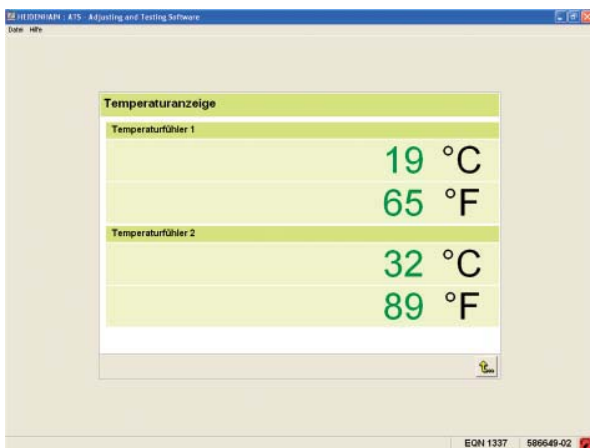 HEIDENHAIN : ATS - Adjusting and Testing Software
Datei Hilfe
Temperaturanzeige
Temperaturfühler 1
19 °C
65 °F
Temperaturfühler 2
32 °C
89 °F
EQN 1337 586649-02